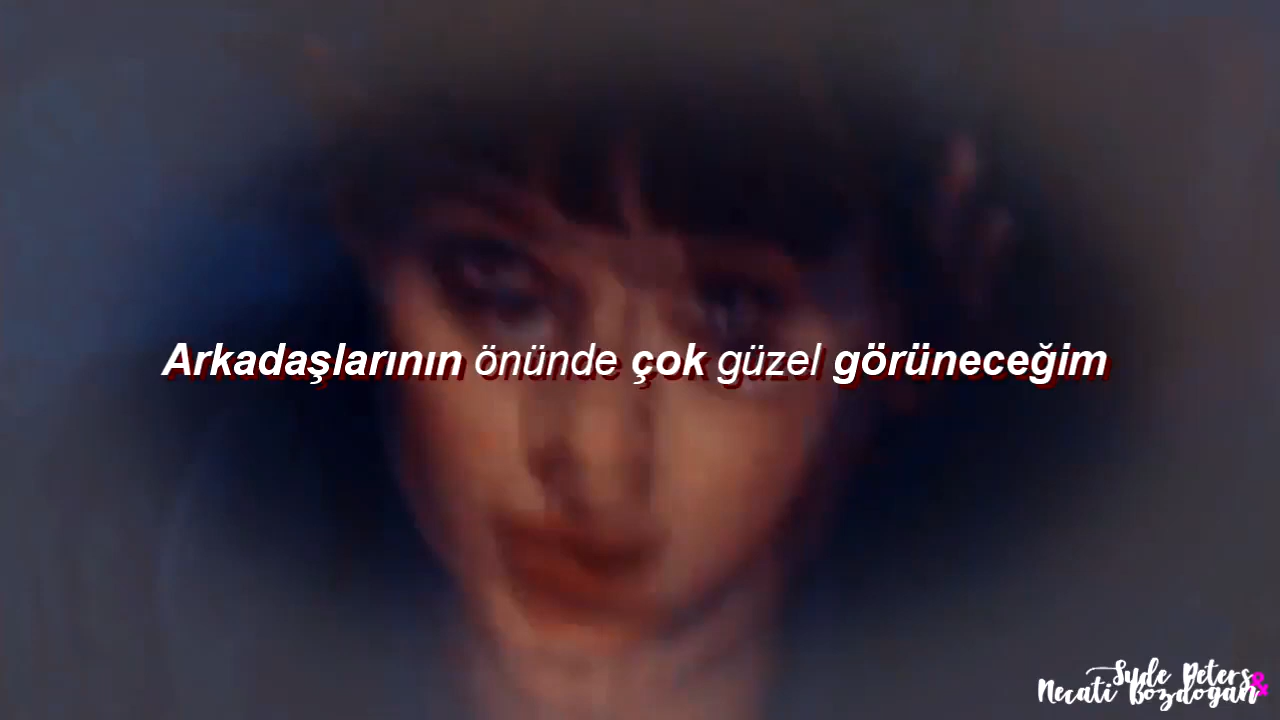 Arkadaşlarının önünde çok güzel görüneceğim
Syde Peters &
Necati Bozdoğan